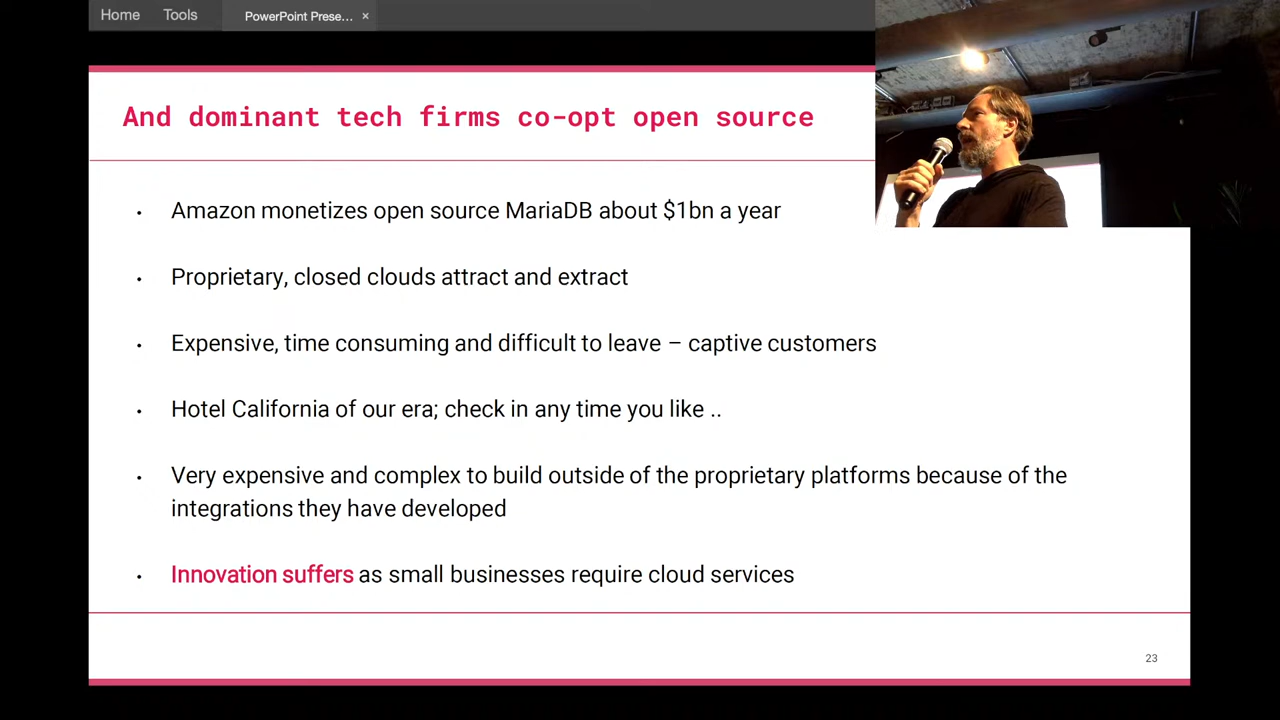 Home Tools PowerPoint Prese... ×
And dominant tech firms co-opt open source
• Amazon monetizes open source MariaDB about $1bn a year
• Proprietary, closed clouds attract and extract
• Expensive, time consuming and difficult to leave – captive customers
• Hotel California of our era; check in any time you like ..
• Very expensive and complex to build outside of the proprietary platforms because of the
integrations they have developed
• Innovation suffers as small businesses require cloud services
23